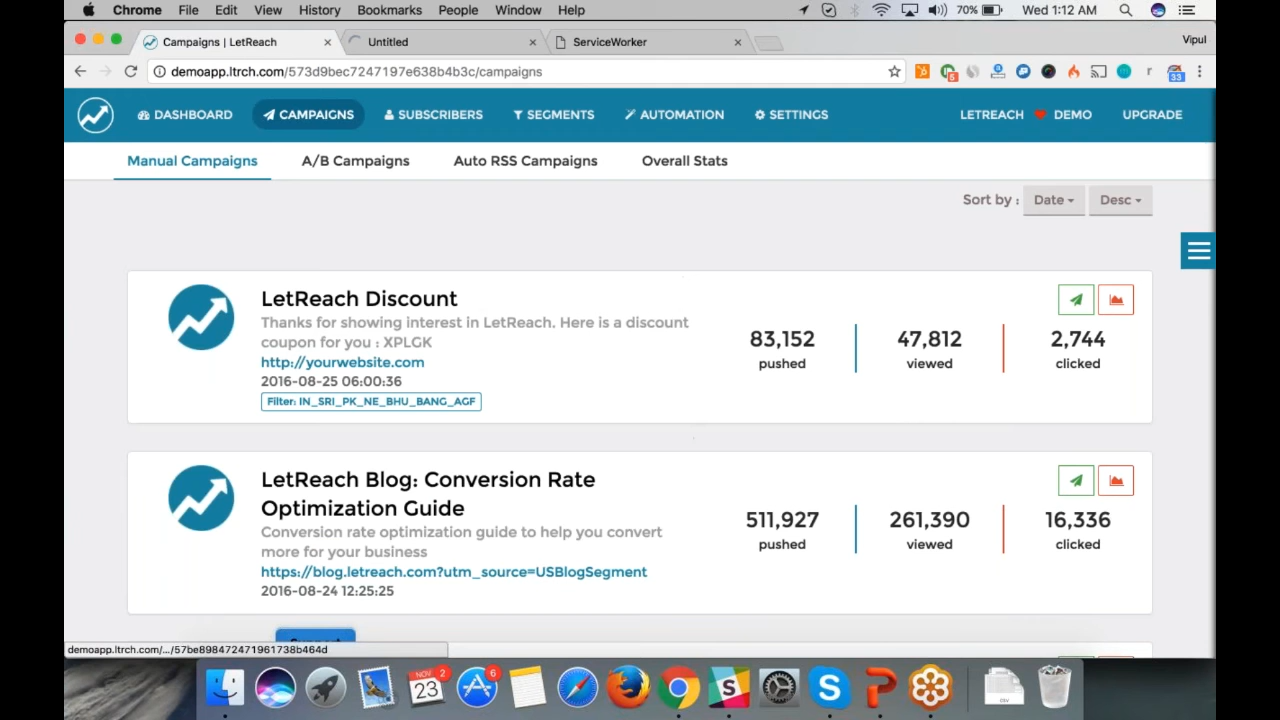 Chrome File Edit View History Bookmarks People Window Help 70% Wed 1:12 AM
Campaigns | LetReach Untitled ServiceWorker Vipul
demoapp.ltrch.com/573d9bec7247197e638b4b3c/campaigns 5 r 33
DASHBOARD CAMPAIGNS SUBSCRIBERS SEGMENTS AUTOMATION SETTINGS LETREACH DEMO UPGRADE
Manual Campaigns A/B Campaigns Auto RSS Campaigns Overall Stats
Sort by : Date Desc
LetReach Discount
Thanks for showing interest in LetReach. Here is a discount
coupon for you : XPLGK
http://yourwebsite.com
2016-08-25 06:00:36
Filter: IN_SRI_PK_NE_BHU_BANG_AGF
83,152 47,812 2,744
pushed viewed clicked
LetReach Blog: Conversion Rate
Optimization Guide
Conversion rate optimization guide to help you convert
more for your business
https://blog.letreach.com?utm_source=USBlogSegment
2016-08-24 12:25:25
511,927 261,390 16,336
pushed viewed clicked
Support
demoapp.ltrch.com/.../57be898472471961738b464d
NOV 2 23 6 S S P